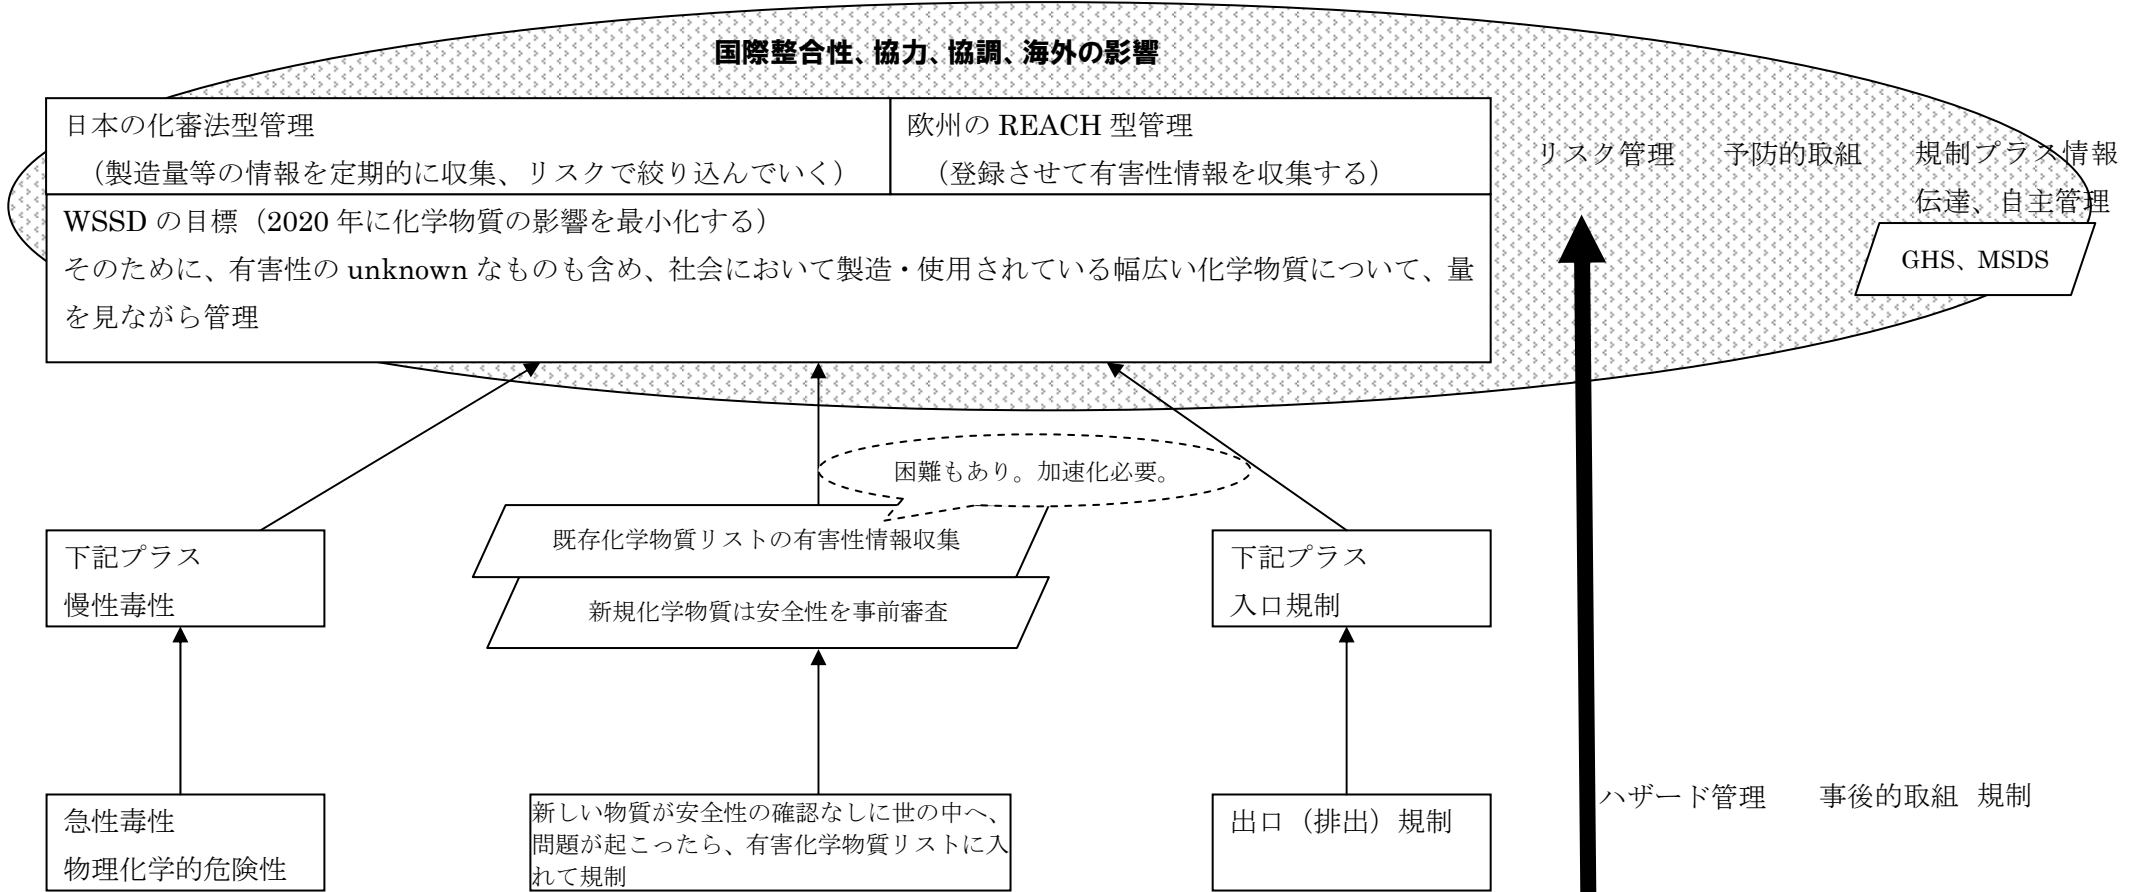 国際整合性、協力、協調、海外の影響
日本の化審法型管理
（製造量等の情報を定期的に収集、リスクで絞り込んでいく）
欧州の REACH 型管理
（登録させて有害性情報を収集する）
リスク管理　予防的取組　規制プラス情報
伝達、自主管理
GHS、MSDS
WSSD の目標（2020 年に化学物質の影響を最小化する）
そのために、有害性の unknown なものも含め、社会において製造・使用されている幅広い化学物質について、量
を見ながら管理
困難もあり。加速化必要。
下記プラス
慢性毒性
既存化学物質リストの有害性情報収集
新規化学物質は安全性を事前審査
下記プラス
入口規制
急性毒性
物理化学的危険性
新しい物質が安全性の確認なしに世の中へ、
問題が起こったら、有害化学物質リストに入
れて規制
出口（排出）規制
ハザード管理　事後的取組　規制